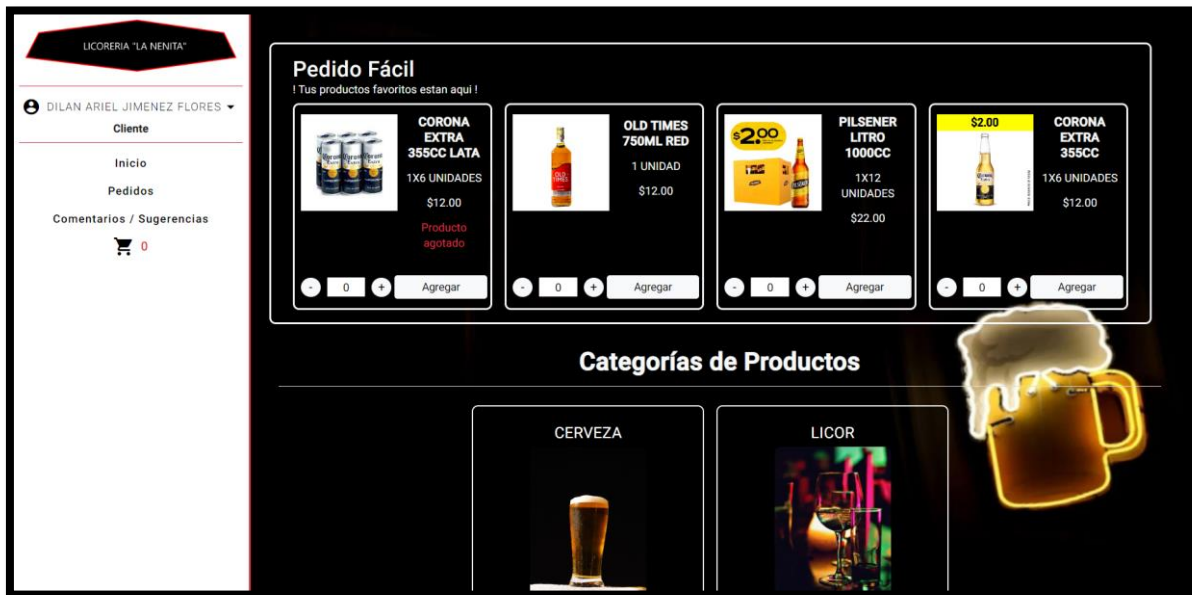 LICORERIA "LA NENITA"
DILAN ARIEL JIMENEZ FLORES
Cliente
Inicio
Pedidos
Comentarios / Sugerencias
0
Pedido Fácil
! Tus productos favoritos estan aqui !
CORONA
EXTRA
355CC LATA
1X6 UNIDADES
$12.00
Producto
agotado
- 0 + Agregar
OLD TIMES
750ML RED
1 UNIDAD
$12.00
OLD
TIMES
- 0 + Agregar
$2.00
PILSENER
LITRO
1000CC
1X12
UNIDADES
$22.00
- 0 + Agregar
$2.00
CORONA
EXTRA
355CC
1X6 UNIDADES
$12.00
- 0 + Agregar
Categorías de Productos
CERVEZA
LICOR